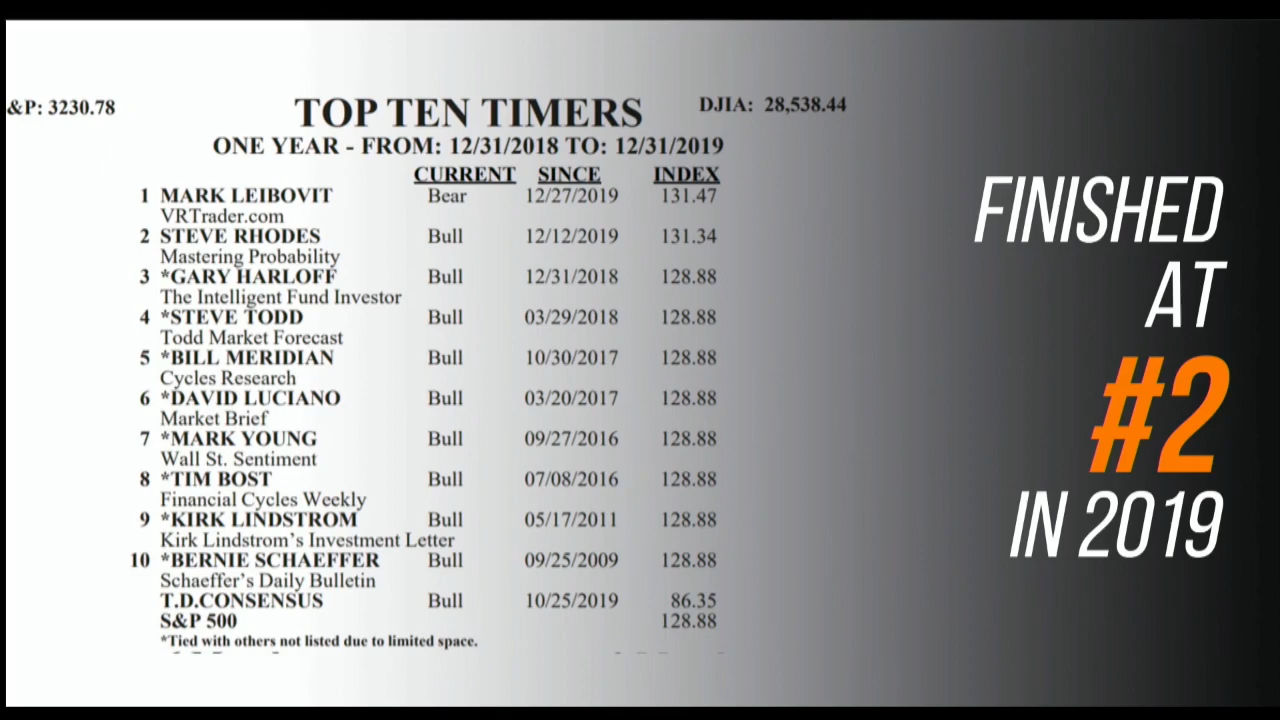 &P: 3230.78
TOP TEN TIMERS
DJIA: 28,538.44
ONE YEAR - FROM: 12/31/2018 TO: 12/31/2019
CURRENT SINCE INDEX
1 MARK LEIBOVIT Bear 12/27/2019 131.47
VRTrader.com
2 STEVE RHODES Bull 12/12/2019 131.34
Mastering Probability
3 *GARY HARLOFF Bull 12/31/2018 128.88
The Intelligent Fund Investor
4 *STEVE TODD Bull 03/29/2018 128.88
Todd Market Forecast
5 *BILL MERIDIAN Bull 10/30/2017 128.88
Cycles Research
6 *DAVID LUCIANO Bull 03/20/2017 128.88
Market Brief
7 *MARK YOUNG Bull 09/27/2016 128.88
Wall St. Sentiment
8 *TIM BOST Bull 07/08/2016 128.88
Financial Cycles Weekly
9 *KIRK LINDSTROM Bull 05/17/2011 128.88
Kirk Lindstrom's Investment Letter
10 *BERNIE SCHAEFFER Bull 09/25/2009 128.88
Schaeffer's Daily Bulletin
T.D.CONSENSUS Bull 10/25/2019 86.35
S&P 500 128.88
*Tied with others not listed due to limited space.
FINISHED
AT
#2
IN 2019